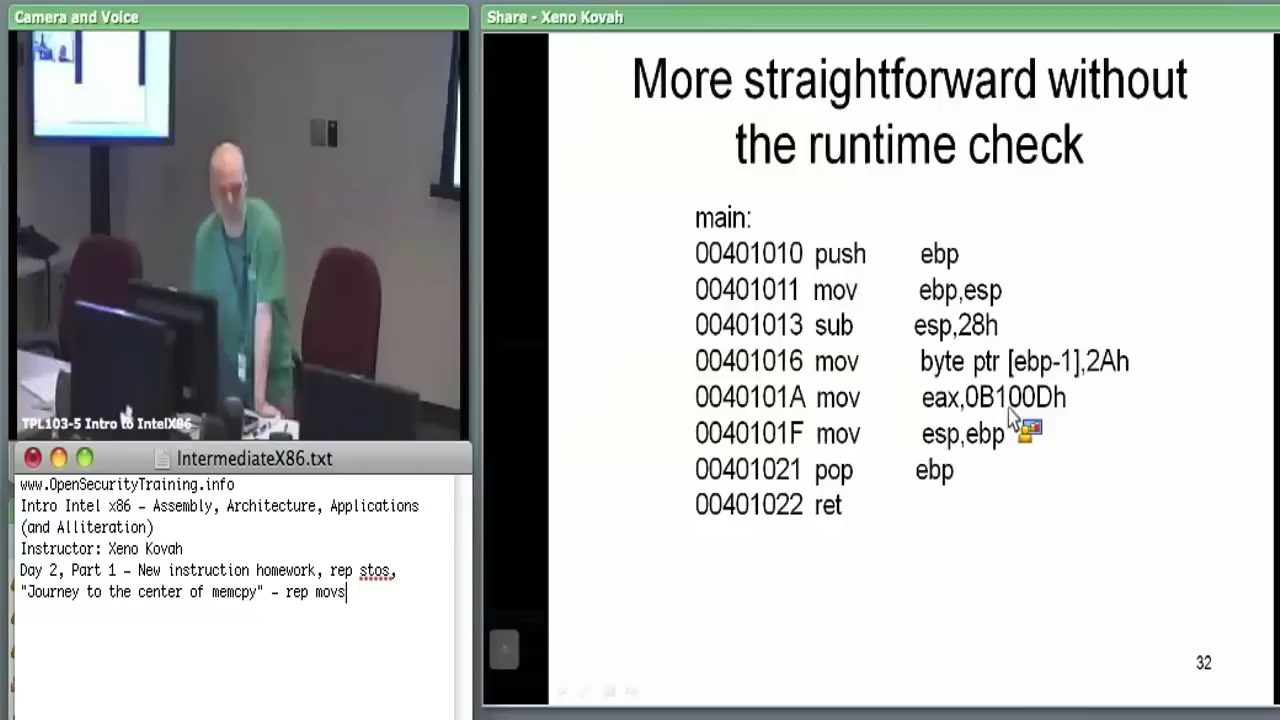 Camera and Voice
TPL103-5 Intro to IntelX86
IntermediateX86.txt
www.OpenSecurityTraining.info
Intro Intel x86 – Assembly, Architecture, Applications
(and Alliteration)
Instructor: Xeno Kovah
Day 2, Part 1 – New instruction homework, rep stos,
"Journey to the center of memcpy" – rep movs
Share - Xeno Kovah
More straightforward without
the runtime check
main:
00401010 push ebp
00401011 mov ebp,esp
00401013 sub esp,28h
00401016 mov byte ptr [ebp-1],2Ah
0040101A mov eax,0B100Dh
0040101F mov esp,ebp
00401021 pop ebp
00401022 ret
32